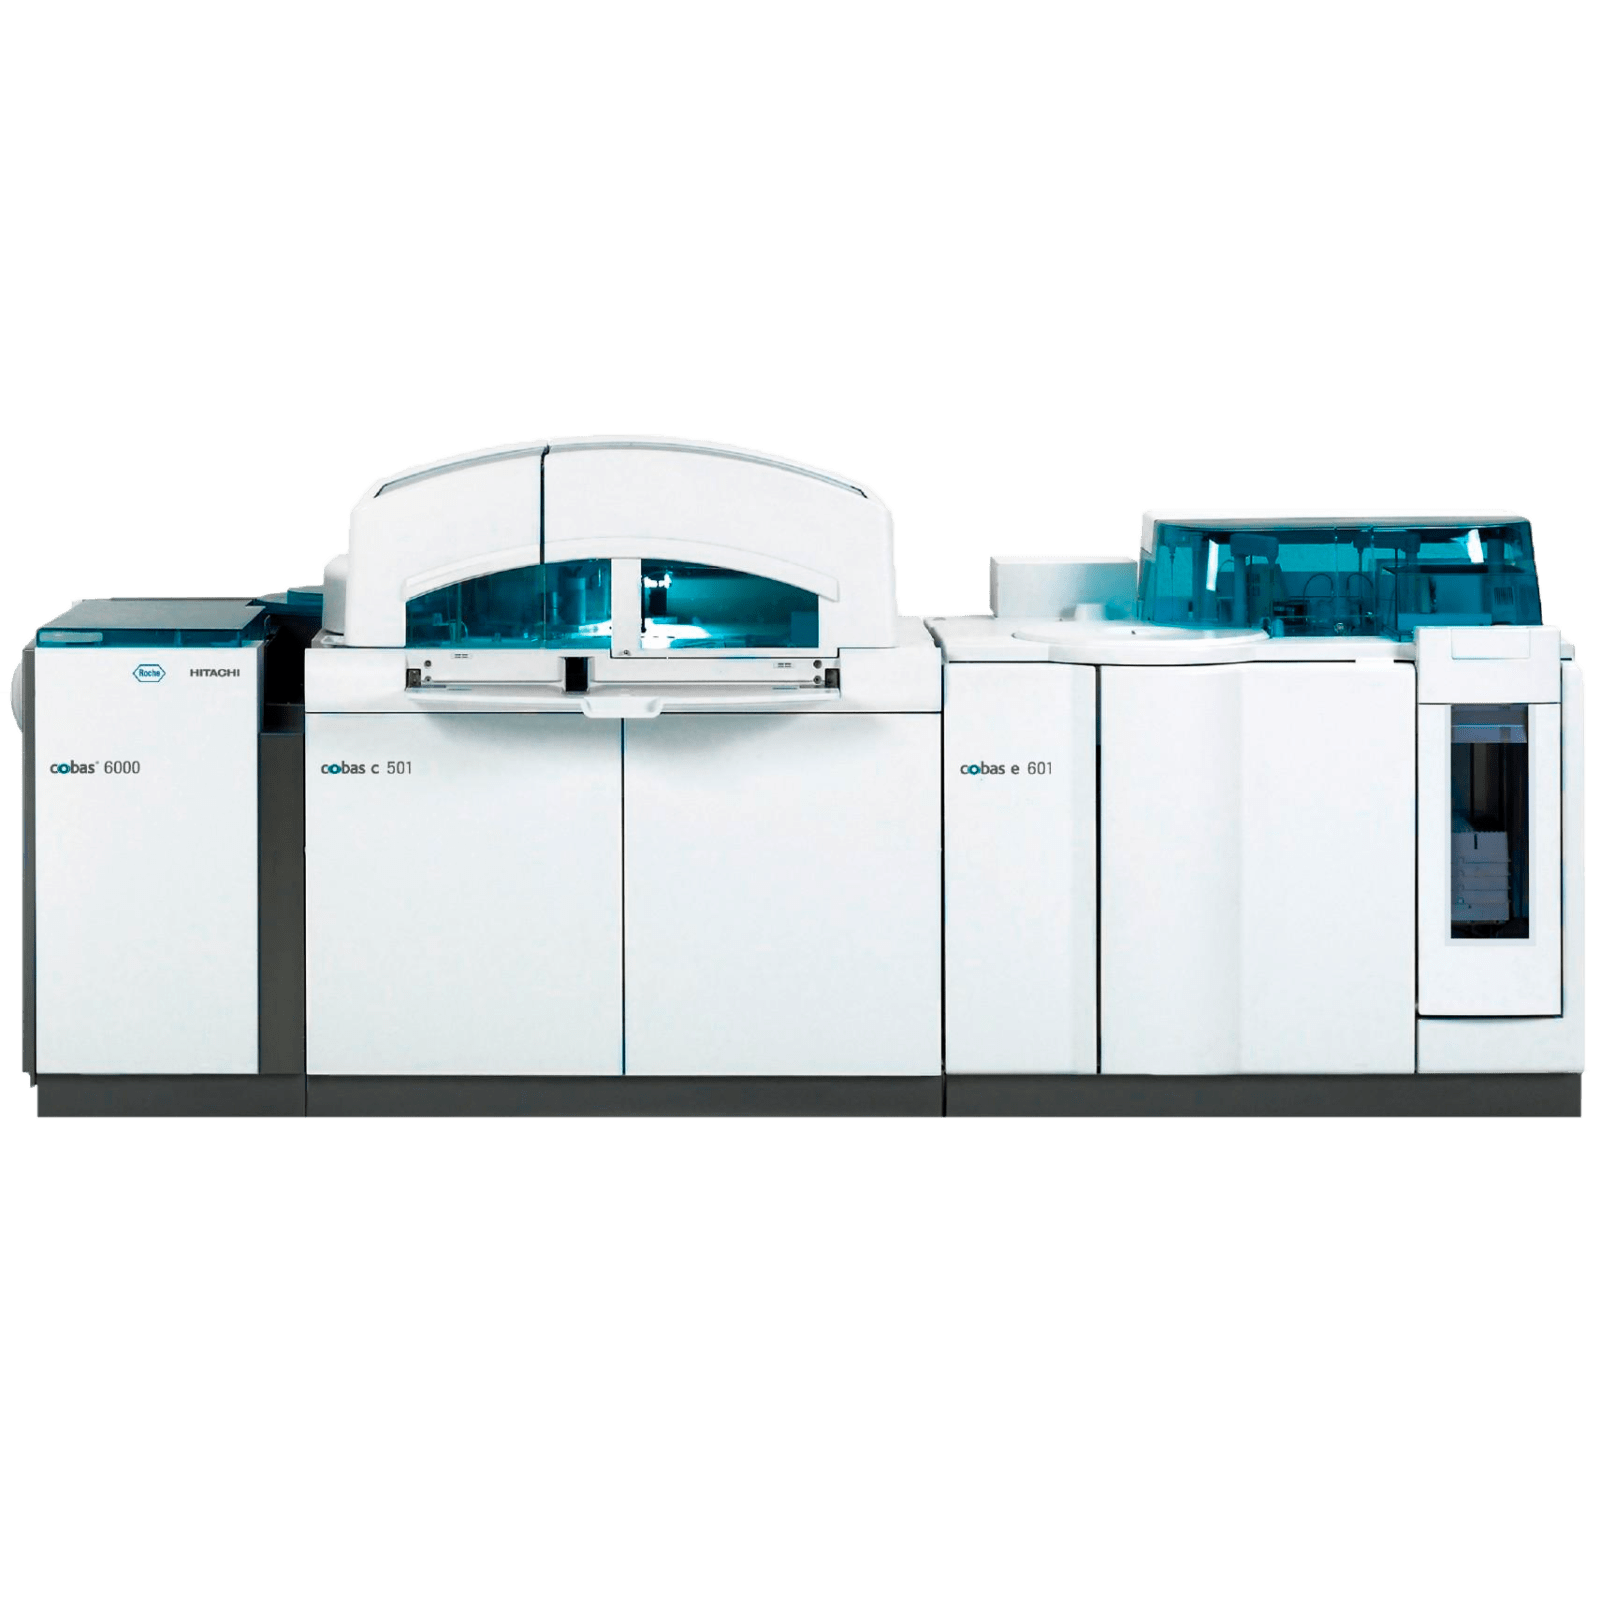 Roche HITACHI
cobas® 6000
cobas c 501
cobas e 601